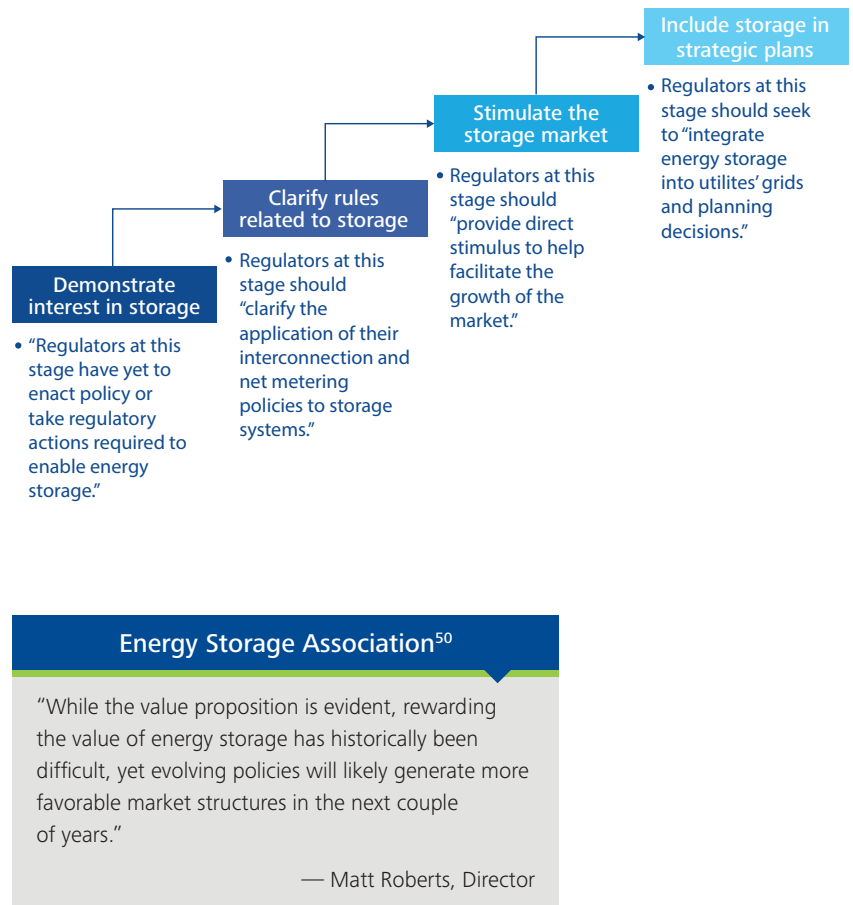 Demonstrate
interest in storage
• “Regulators at this
stage have yet to
enact policy or
take regulatory
actions required to
enable energy
storage.”
Clarify rules
related to storage
• Regulators at this
stage should
“clarify the
application of their
interconnection and
net metering
policies to storage
systems.”
Stimulate the
storage market
• Regulators at this
stage should
“provide direct
stimulus to help
facilitate the
growth of the
market.”
Include storage in
strategic plans
• Regulators at this
stage should seek
to “integrate
energy storage
into utilites’ grids
and planning
decisions.”
Energy Storage Association⁵⁰
“While the value proposition is evident, rewarding
the value of energy storage has historically been
difficult, yet evolving policies will likely generate more
favorable market structures in the next couple
of years.”
— Matt Roberts, Director